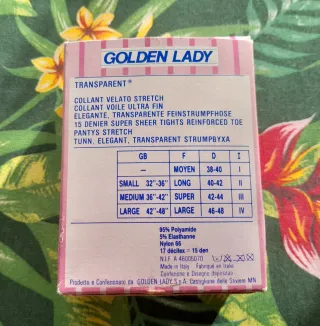 GOLDEN LADY
TRANSPARENT®
COLLANT VELATO STRETCH
COLLANT VOILE ULTRA FIN
ELEGANTE, TRANSPARENTE FEINSTRUMPFHOSE
15 DENIER SUPER SHEER TIGHTS REINFORCED TOE
PANTYS STRETCH
TUNN, ELEGANT, TRANSPARENT STRUMPBYXA
GB F D I
— MOYEN 38-40 I
SMALL 32"-36" LONG 40-42 II
MEDIUM 36"-42" SUPER 42-44 III
LARGE 42"-48" LARGE 46-48 IV
95% Polyamide
5% Elasthanne
Nylon 66
17 déciles = 15 den
N.I.F. A 48005070
Made in Italy Fabriqué en Italie
Prodotto e Confezionato da GOLDEN LADY S.p.A. Castiglione delle Stiviere MN